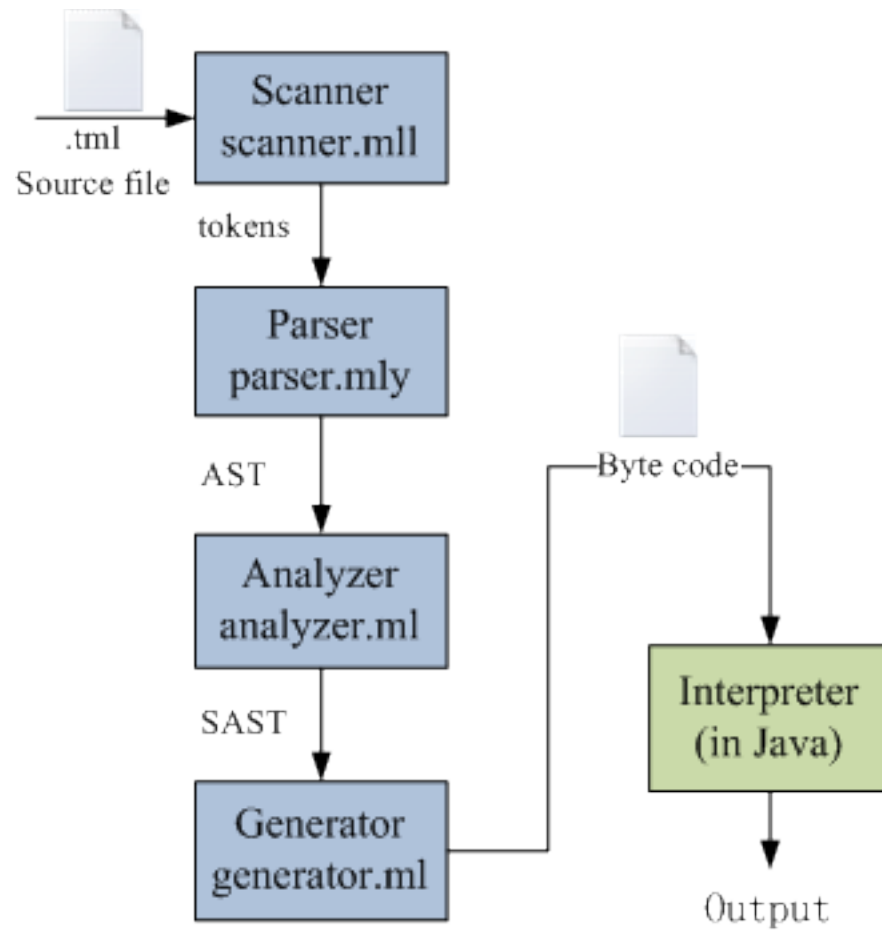 Scanner
scanner.mll
.tml
Source file
tokens
Parser
parser.mly
AST
Byte code
Analyzer
analyzer.ml
SAST
Interpreter
(in Java)
Generator
generator.ml
Output